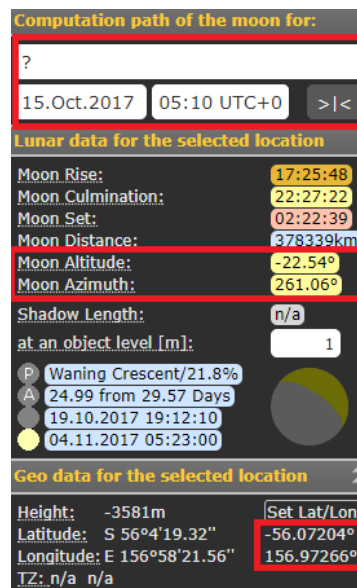 Computation path of the moon for:
?
15.Oct.2017 05:10 UTC+0 >|<
Lunar data for the selected location
Moon Rise: 17:25:48
Moon Culmination: 22:27:22
Moon Set: 02:22:39
Moon Distance: 378339km
Moon Altitude: -22.54°
Moon Azimuth: 261.06°
Shadow Length: n/a
at an object level [m]: 1
P Waning Crescent/21.8%
A 24.99 from 29.57 Days
19.10.2017 19:12:10
04.11.2017 05:23:00
Geo data for the selected location
Height: -3581m Set Lat/Lon
Latitude: S 56°4'19.32'' -56.07204°
Longitude: E 156°58'21.56'' 156.97266°
TZ: n/a n/a